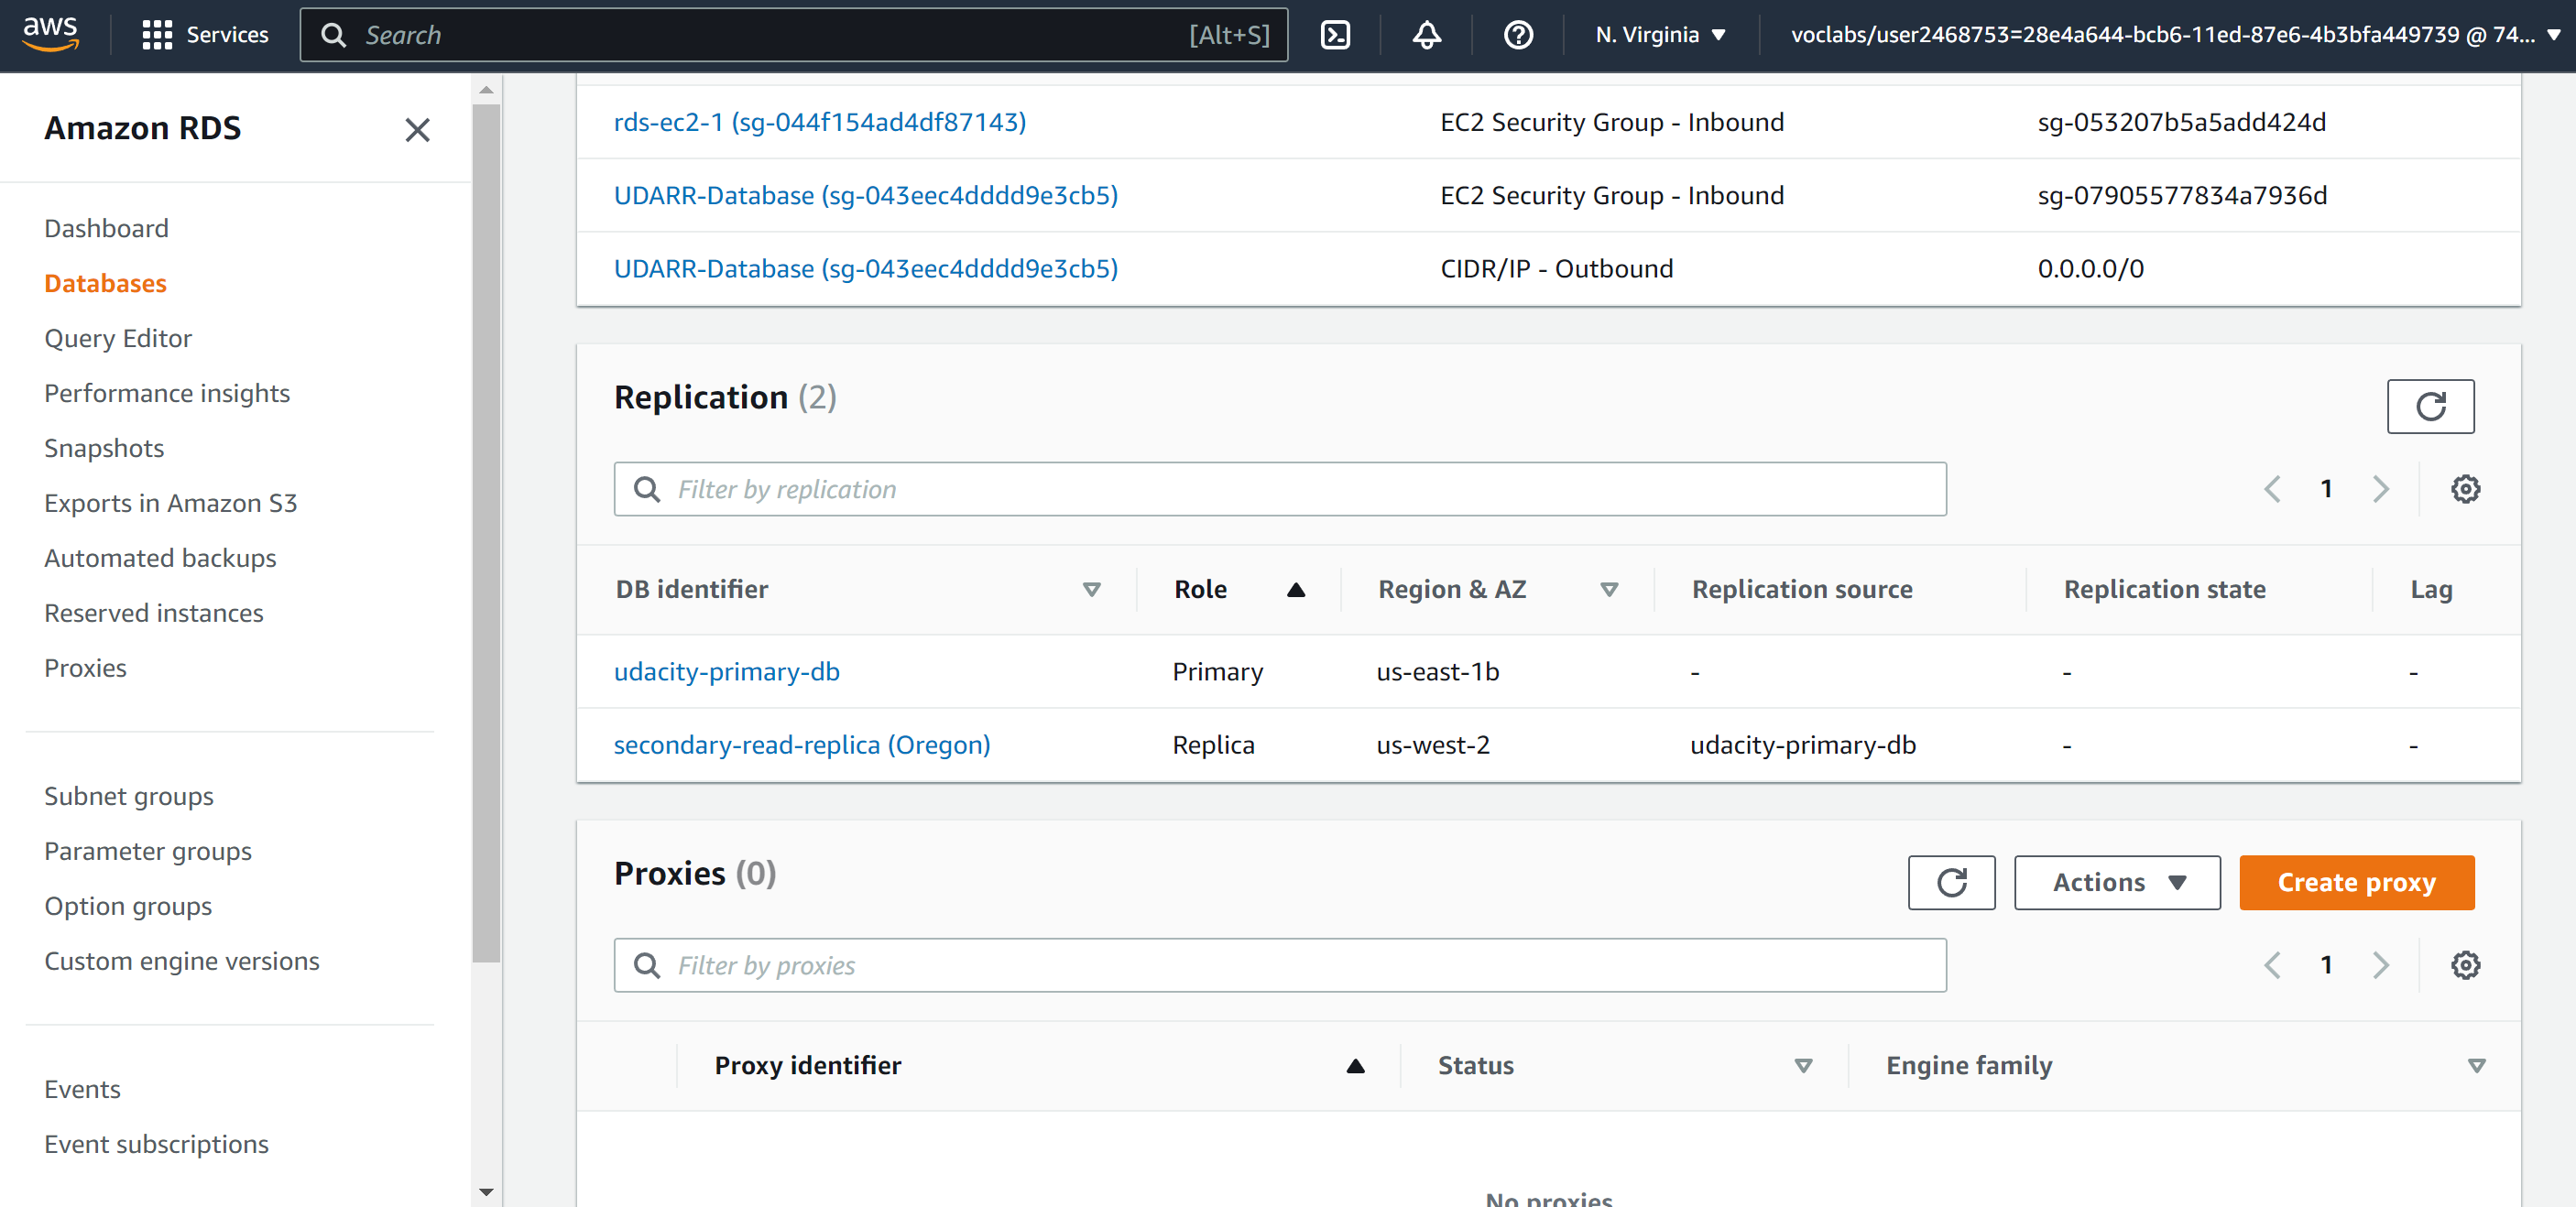 aws Services Search [Alt+S] N. Virginia voclabs/user2468753=28e4a644-bcb6-11ed-87e6-4b3bfa449739 @ 74...
Amazon RDS
Dashboard
Databases
Query Editor
Performance insights
Snapshots
Exports in Amazon S3
Automated backups
Reserved instances
Proxies
Subnet groups
Parameter groups
Option groups
Custom engine versions
Events
Event subscriptions
rds-ec2-1 (sg-044f154ad4df87143) EC2 Security Group - Inbound sg-053207b5a5add424d
UDARR-Database (sg-043eec4dddd9e3cb5) EC2 Security Group - Inbound sg-07905577834a7936d
UDARR-Database (sg-043eec4dddd9e3cb5) CIDR/IP - Outbound 0.0.0.0/0
Replication (2)
Filter by replication 1
DB identifier Role Region & AZ Replication source Replication state Lag
udacity-primary-db Primary us-east-1b - - -
secondary-read-replica (Oregon) Replica us-west-2 udacity-primary-db - -
Proxies (0) Actions Create proxy
Filter by proxies 1
Proxy identifier Status Engine family
No proxies